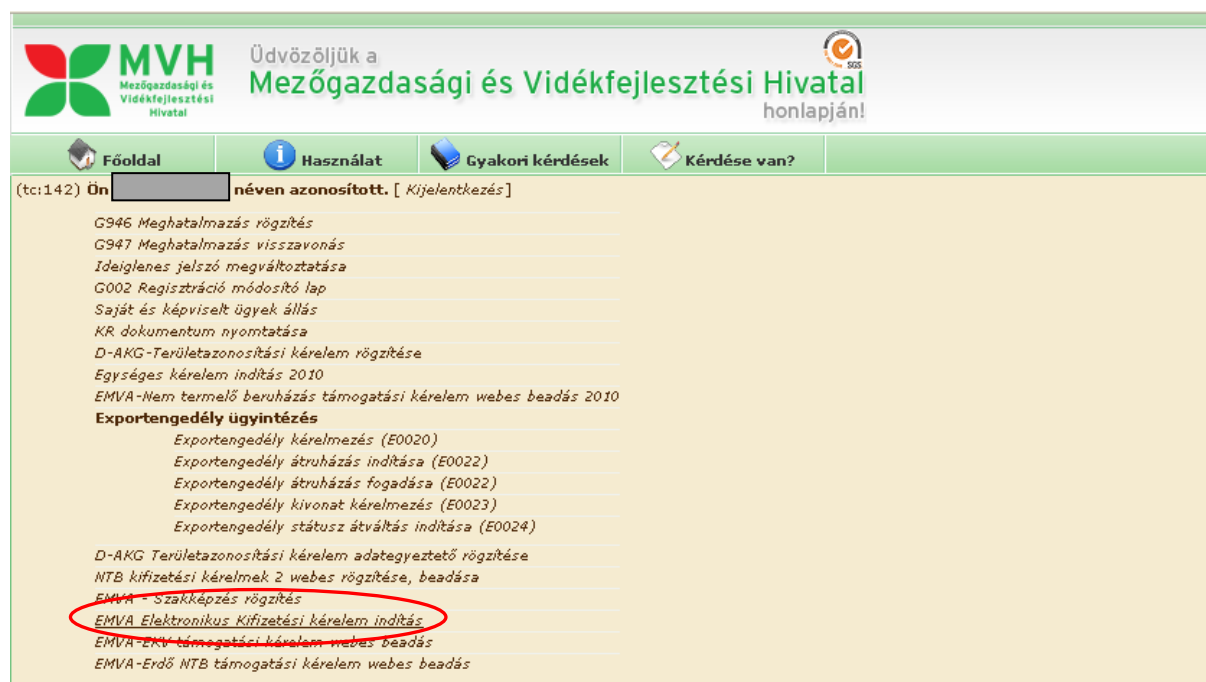 MVH
Mezőgazdasági és
Vidékfejlesztési
Hivatal
Üdvözöljük a
Mezőgazdasági és Vidékfejlesztési Hivatal
honlapján!
SGS
Főoldal
Használat
Gyakori kérdések
Kérdése van?
(tc:142) Ön néven azonosított. [ Kijelentkezés]
G946 Meghatalmazás rögzítés
G947 Meghatalmazás visszavonás
Ideiglenes jelszó megváltoztatása
G002 Regisztráció módosító lap
Saját és képviselt ügyek állás
KR dokumentum nyomtatása
D-AKG-Területazonosítási kérelem rögzítése
Egységes kérelem indítás 2010
EMVA-Nem termelő beruházás támogatási kérelem webes beadás 2010
Exportengedély ügyintézés
Exportengedély kérelmezés (E0020)
Exportengedély átruházás indítása (E0022)
Exportengedély átruházás fogadása (E0022)
Exportengedély kivonat kérelmezés (E0023)
Exportengedély státusz átváltás indítása (E0024)
D-AKG Területazonosítási kérelem adategyeztető rögzítése
NTB kifizetési kérelmek 2 webes rögzítése, beadása
EMVA - Szakképzés rögzítés
EMVA Elektronikus Kifizetési kérelem indítás
EMVA-EKV támogatási kérelem webes beadás
EMVA-Erdő NTB támogatási kérelem webes beadás